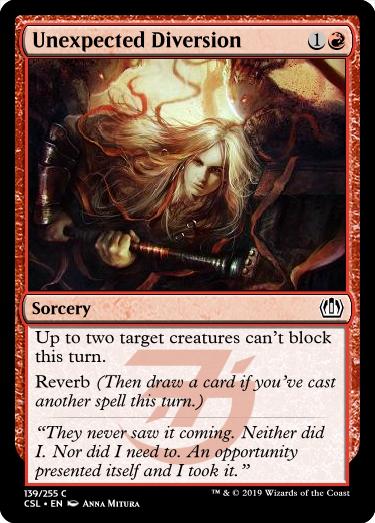 Unexpected Diversion 1
Sorcery
Up to two target creatures can't block
this turn.
Reverb (Then draw a card if you've cast
another spell this turn.)
"They never saw it coming. Neither did
I. Nor did I need to. An opportunity
presented itself and I took it."
139/255 C
CSL • EN Anna Mitura
™ & © 2019 Wizards of the Coast